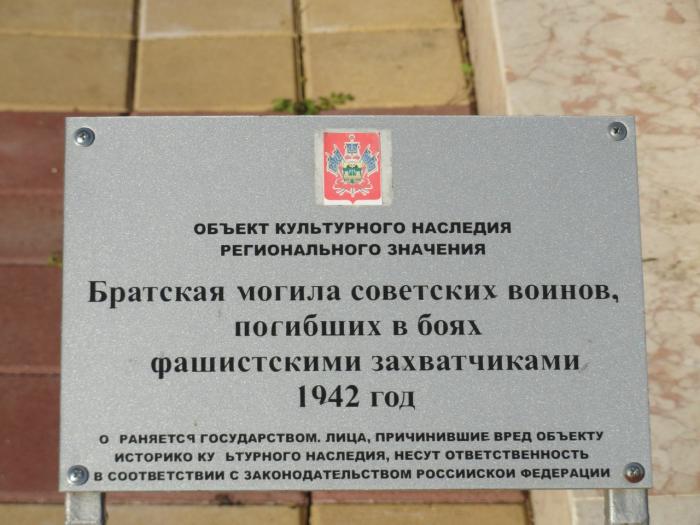 ОБЪЕКТ КУЛЬТУРНОГО НАСЛЕДИЯ
РЕГИОНАЛЬНОГО ЗНАЧЕНИЯ
Братская могила советских воинов,
погибших в боях
фашистскими захватчиками
1942 год
О РАНЯЕТСЯ ГОСУДАРСТВОМ. ЛИЦА, ПРИЧИНИВШИЕ ВРЕД ОБЪЕКТУ
ИСТОРИКО КУ ЬТУРНОГО НАСЛЕДИЯ, НЕСУТ ОТВЕТСТВЕННОСТЬ
В СООТВЕТСТВИИ С ЗАКОНОДАТЕЛЬСТВОМ РОССИИСКОИ ФЕДЕРАЦИИ